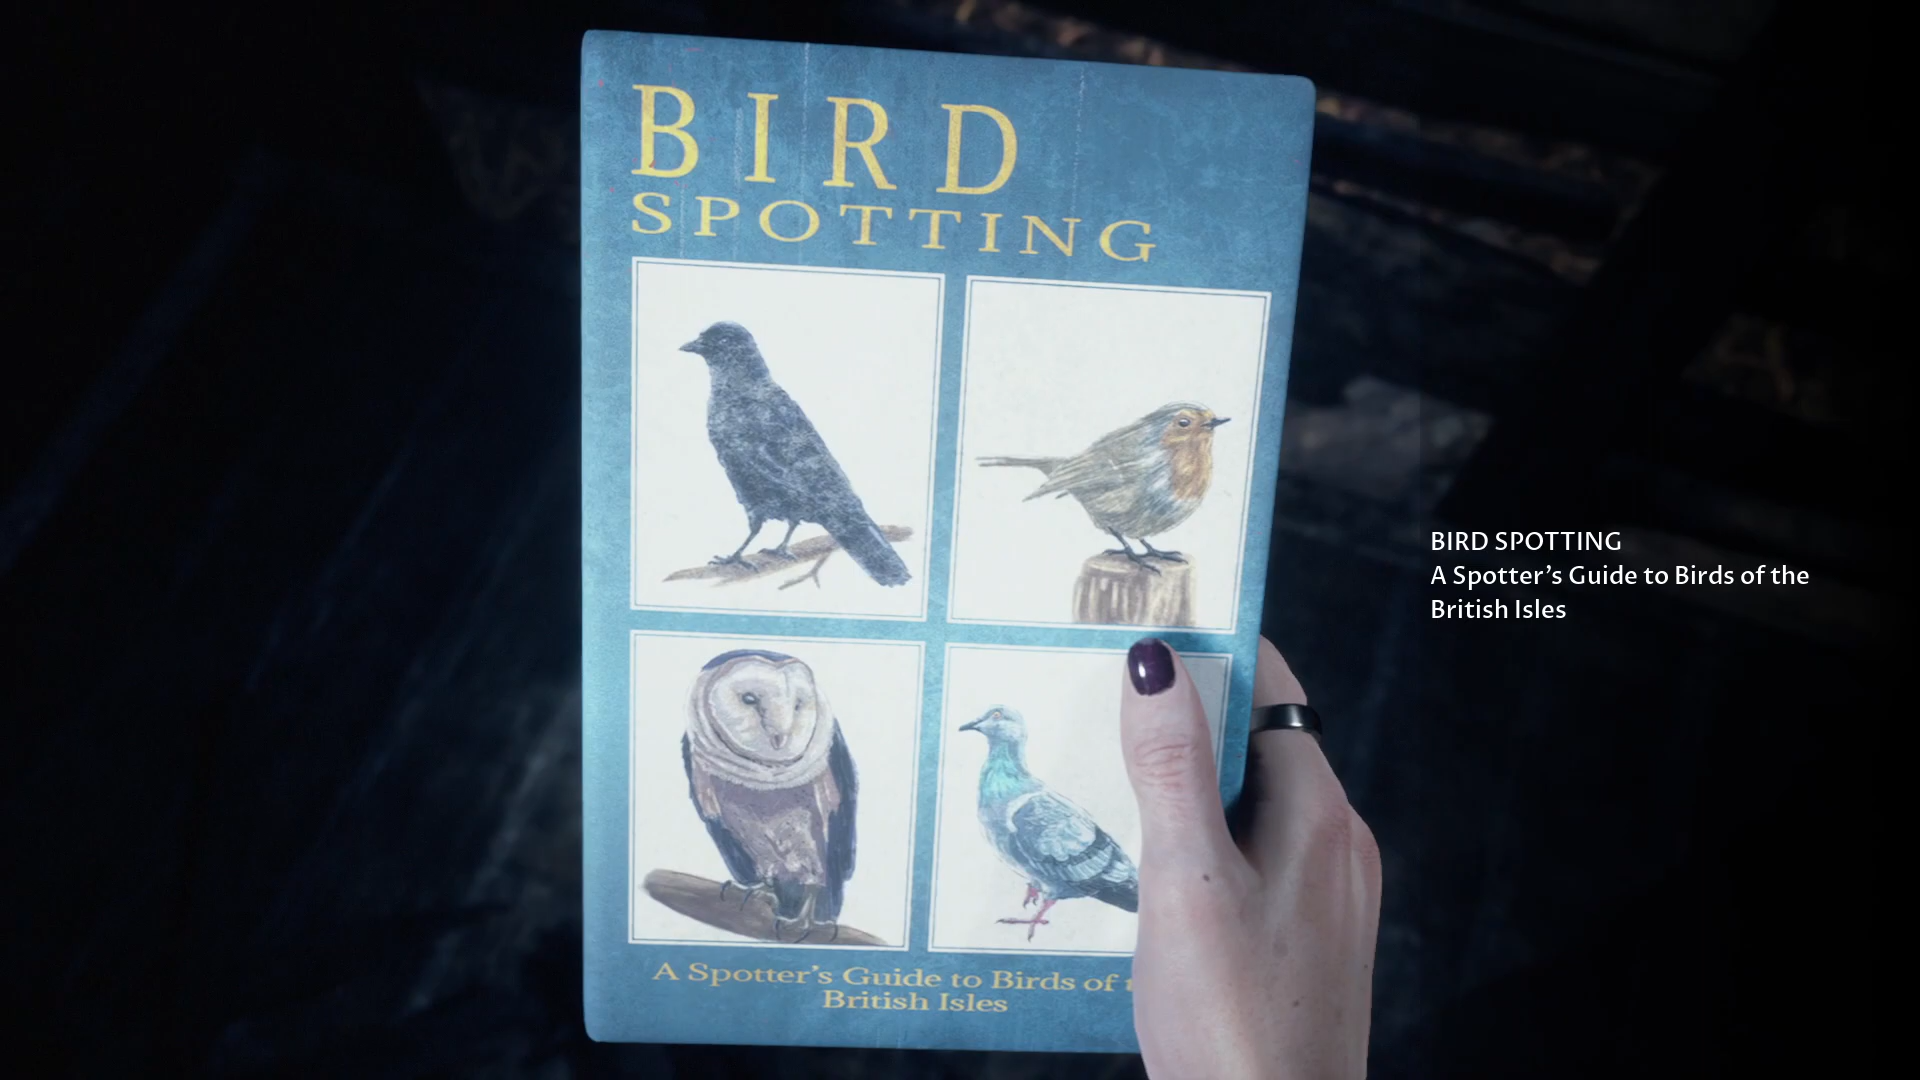 BIRD
SPOTTING
A Spotter's Guide to Birds of
British Isles
BIRD SPOTTING
A Spotter's Guide to Birds of the
British Isles